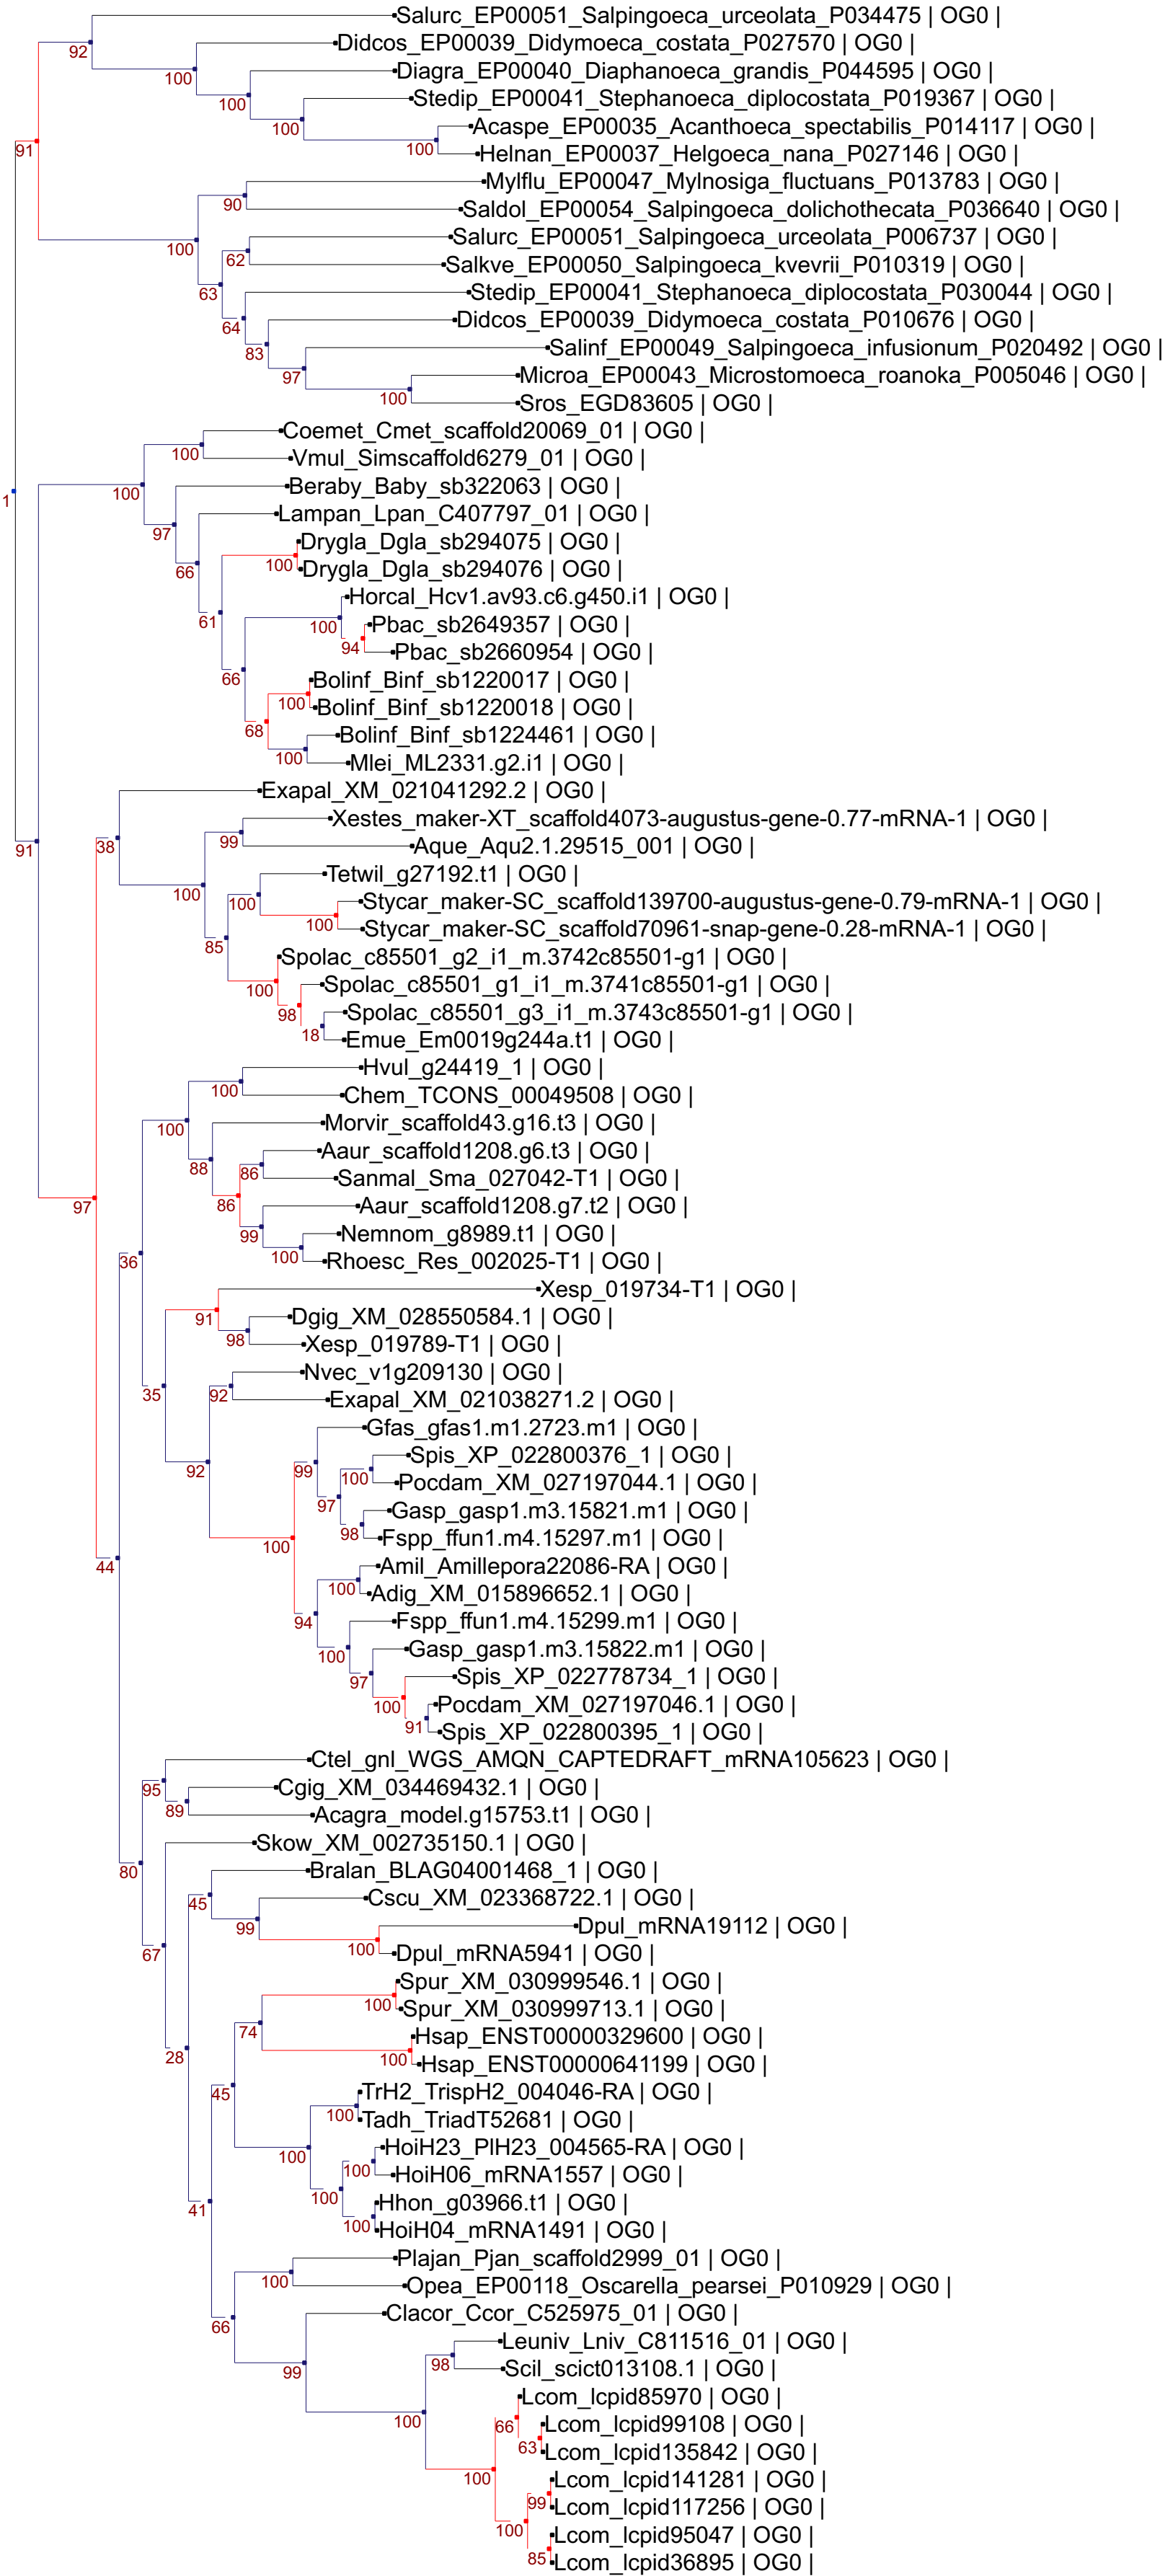 Salurc_EP00051_Salpingoeca_urceolata_P034475 | OG0 |
92
Didcos_EP00039_Didymoeca_costata_P027570 | OG0 |
100
Diagra_EP00040_Diaphanoeca_grandis_P044595 | OG0 |
100
Stedip_EP00041_Stephanoeca_diplocostata_P019367 | OG0 |
100
Acaspe_EP00035_Acanthoeca_spectabilis_P014117 | OG0 |
100
91
Helnan_EP00037_Helgoeca_nana_P027146 | OG0 |
Mylflu_EP00047_Mylnosiga_fluctuans_P013783 | OG0 |
90
Saldol_EP00054_Salpingoeca_dolichothecata_P036640 | OG0 |
100
Salurc_EP00051_Salpingoeca_urceolata_P006737 | OG0 |
62
Salkve_EP00050_Salpingoeca_kvevrii_P010319 | OG0 |
63
Stedip_EP00041_Stephanoeca_diplocostata_P030044 | OG0 |
64
Didcos_EP00039_Didymoeca_costata_P010676 | OG0 |
83
Salinf_EP00049_Salpingoeca_infusionum_P020492 | OG0 |
97
Microa_EP00043_Microstomoeca_roanoka_P005046 | OG0 |
100
Sros_EGD83605 | OG0 |
Coemet_Cmet_scaffold20069_01 | OG0 |
100
Vmul_Simscaffold6279_01 | OG0 |
1
100
Beraby_Baby_sb322063 | OG0 |
97
Lampan_Lpan_C407797_01 | OG0 |
66
Drygla_Dgla_sb294075 | OG0 |
100
Drygla_Dgla_sb294076 | OG0 |
61
Horcal_Hcv1.av93.c6.g450.i1 | OG0 |
100
Pbac_sb2649357 | OG0 |
94
Pbac_sb2660954 | OG0 |
66
Bolinf_Binf_sb1220017 | OG0 |
100
Bolinf_Binf_sb1220018 | OG0 |
68
Bolinf_Binf_sb1224461 | OG0 |
100
Mlei_ML2331.g2.i1 | OG0 |
Exapal_XM_021041292.2 | OG0 |
Xestes_maker-XT_scaffold4073-augustus-gene-0.77-mRNA-1 | OG0 |
91
38
99
Aque_Aqu2.1.29515_001 | OG0 |
Tetwil_g27192.t1 | OG0 |
100
100
Stycar_maker-SC_scaffold139700-augustus-gene-0.79-mRNA-1 | OG0 |
100
Stycar_maker-SC_scaffold70961-snap-gene-0.28-mRNA-1 | OG0 |
85
Spolac_c85501_g2_i1_m.3742c85501-g1 | OG0 |
100
Spolac_c85501_g1_i1_m.3741c85501-g1 | OG0 |
98
Spolac_c85501_g3_i1_m.3743c85501-g1 | OG0 |
18
Emue_Em0019g244a.t1 | OG0 |
Hvul_g24419_1 | OG0 |
100
Chem_TCONS_00049508 | OG0 |
100
Morvir_scaffold43.g16.t3 | OG0 |
Aaur_scaffold1208.g6.t3 | OG0 |
88
86
Sanmal_Sma_027042-T1 | OG0 |
97
86
Aaur_scaffold1208.g7.t2 | OG0 |
99
Nemnom_g8989.t1 | OG0 |
100
36
Rhoesc_Res_002025-T1 | OG0 |
Xesp_019734-T1 | OG0 |
91
Dgig_XM_028550584.1 | OG0 |
98
Xesp_019789-T1 | OG0 |
Nvec_v1g209130 | OG0 |
35
92
Exapal_XM_021038271.2 | OG0 |
Gfas_gfas1.m1.2723.m1 | OG0 |
92
99
Spis_XP_022800376_1 | OG0 |
100
Pocdam_XM_027197044.1 | OG0 |
97
Gasp_gasp1.m3.15821.m1 | OG0 |
98
Fspp_ffun1.m4.15297.m1 | OG0 |
100
44
Amil_Amillepora22086-RA | OG0 |
100
Adig_XM_015896652.1 | OG0 |
94
Fspp_ffun1.m4.15299.m1 | OG0 |
100
Gasp_gasp1.m3.15822.m1 | OG0 |
97
Spis_XP_022778734_1 | OG0 |
100
Pocdam_XM_027197046.1 | OG0 |
91
Spis_XP_022800395_1 | OG0 |
Ctel_gnl_WGS_AMQN_CAPTEDRAFT_mRNA105623 | OG0 |
95
Cgig_XM_034469432.1 | OG0 |
89
Acagra_model.g15753.t1 | OG0 |
Skow_XM_002735150.1 | OG0 |
80
Bralan_BLAG04001468_1 | OG0 |
45
Cscu_XM_023368722.1 | OG0 |
99
Dpul_mRNA19112 | OG0 |
67
100
Dpul_mRNA5941 | OG0 |
Spur_XM_030999546.1 | OG0 |
100
Spur_XM_030999713.1 | OG0 |
74
Hsap_ENST00000329600 | OG0 |
28
100
Hsap_ENST00000641199 | OG0 |
45
TrH2_TrispH2_004046-RA | OG0 |
100
Tadh_TriadT52681 | OG0 |
100
HoiH23_PlH23_004565-RA | OG0 |
100
HoiH06_mRNA1557 | OG0 |
41
100
Hhon_g03966.t1 | OG0 |
100
HoiH04_mRNA1491 | OG0 |
Plajan_Pjan_scaffold2999_01 | OG0 |
100
Opea_EP00118_Oscarella_pearsei_P010929 | OG0 |
66
Clacor_Ccor_C525975_01 | OG0 |
Leuniv_Lniv_C811516_01 | OG0 |
99
98
Scil_scict013108.1 | OG0 |
Lcom_lcpid85970 | OG0 |
100
66
Lcom_lcpid99108 | OG0 |
63
Lcom_lcpid135842 | OG0 |
100
Lcom_lcpid141281 | OG0 |
99
Lcom_lcpid117256 | OG0 |
100
Lcom_lcpid95047 | OG0 |
85
Lcom_lcpid36895 | OG0 |